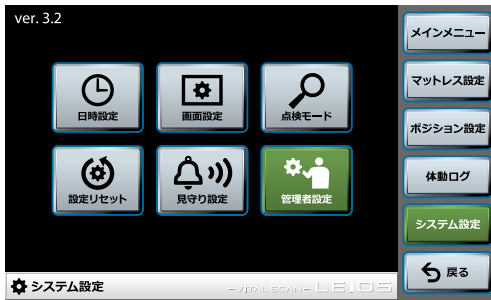 ver. 3.2
日時設定
画面設定
点検モード
設定リセット
見守り設定
管理者設定
システム設定
VITAL SCAN LEIOS
メインメニュー
マットレス設定
ポジション設定
体動ログ
システム設定
戻る